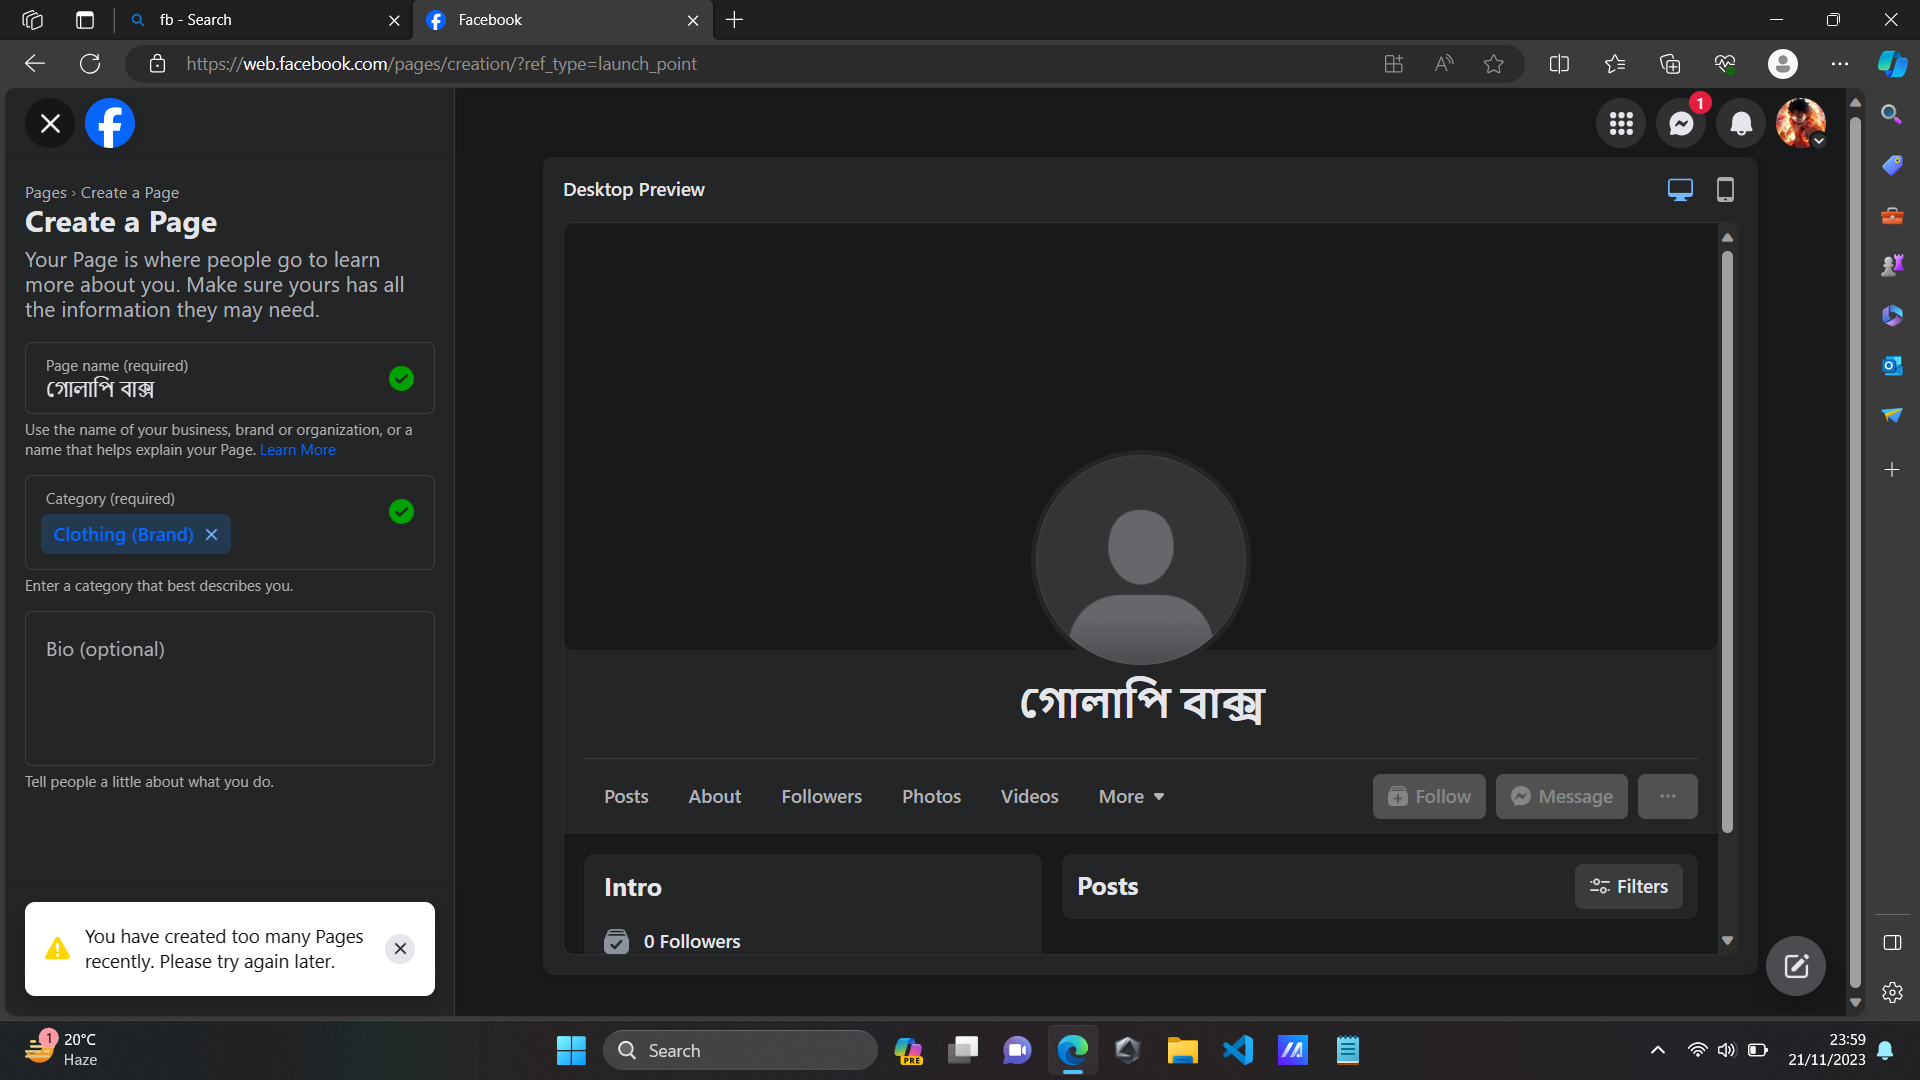 fb - Search
Facebook
https://web.facebook.com/pages/creation/?ref_type=launch_point
1
Pages › Create a Page
Create a Page
Your Page is where people go to learn
more about you. Make sure yours has all
the information they may need.
Page name (required)
গোলাপি বাক্স
Use the name of your business, brand or organization, or a
name that helps explain your Page. Learn More
Category (required)
Clothing (Brand)
Enter a category that best describes you.
Bio (optional)
Tell people a little about what you do.
You have created too many Pages
recently. Please try again later.
Desktop Preview
গোলাপি বাক্স
Posts
About
Followers
Photos
Videos
More
Follow
Message
Intro
0 Followers
Posts
Filters
1
20°C
Haze
Search
PRE
23:59
21/11/2023